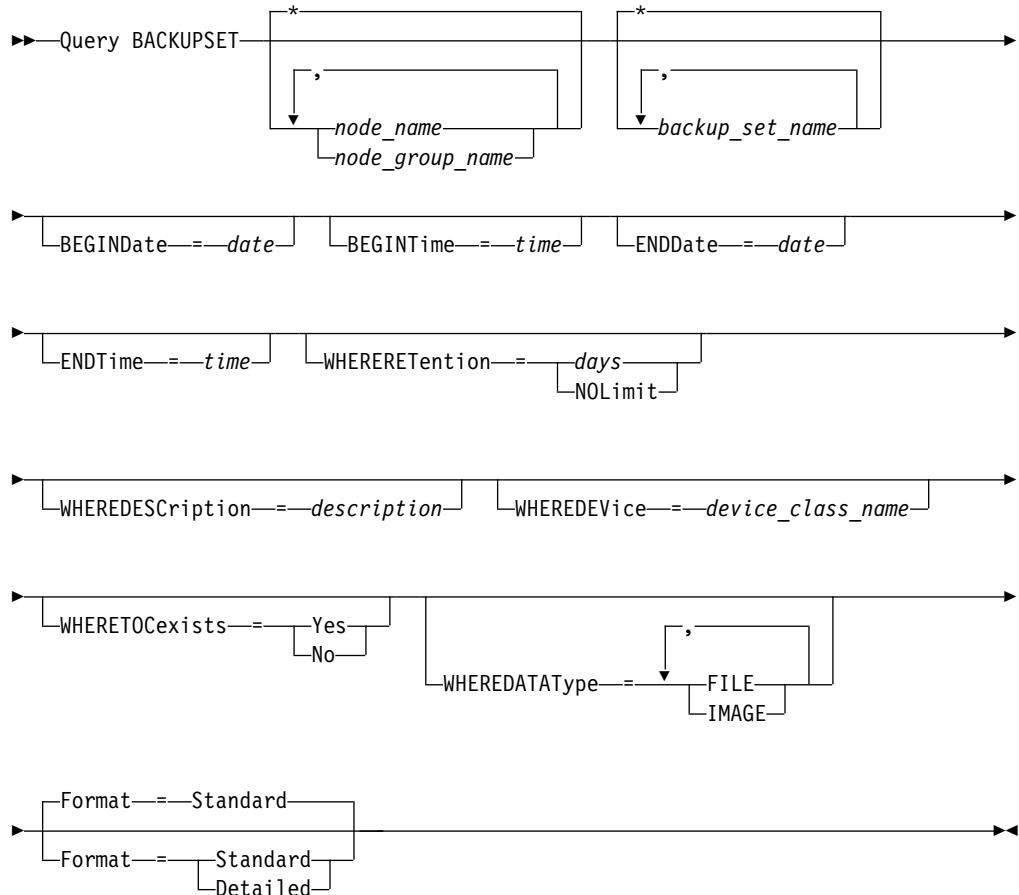 *
*
Query BACKUPSET
,
,
node_name
backup_set_name
node_group_name
BEGINDate = date
BEGINTime = time
ENDDate = date
ENDTime = time
WHERERETention = days
NOLimit
WHEREDESCription = description
WHEREDEVice = device_class_name
WHERETOCexists = Yes
No
,
WHEREDATAType = FILE
IMAGE
Format = Standard
Format = Standard
Detailed